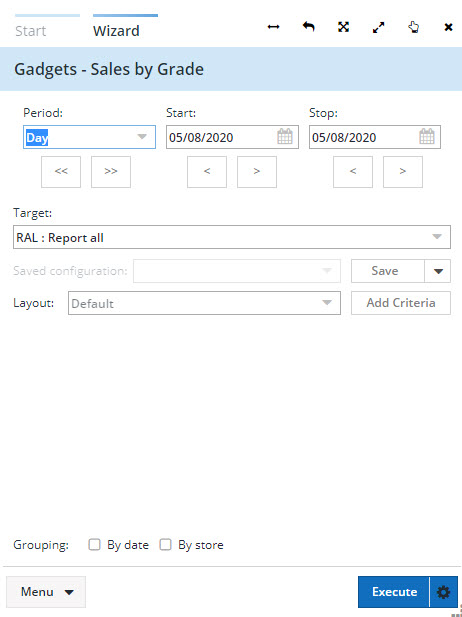 Start Wizard
Gadgets - Sales by Grade
Period: Start: Stop:
Day 05/08/2020 05/08/2020
<< >> < > < >
Target:
RAL : Report all
Saved configuration: Save
Layout: Default Add Criteria
Grouping: By date By store
Menu Execute